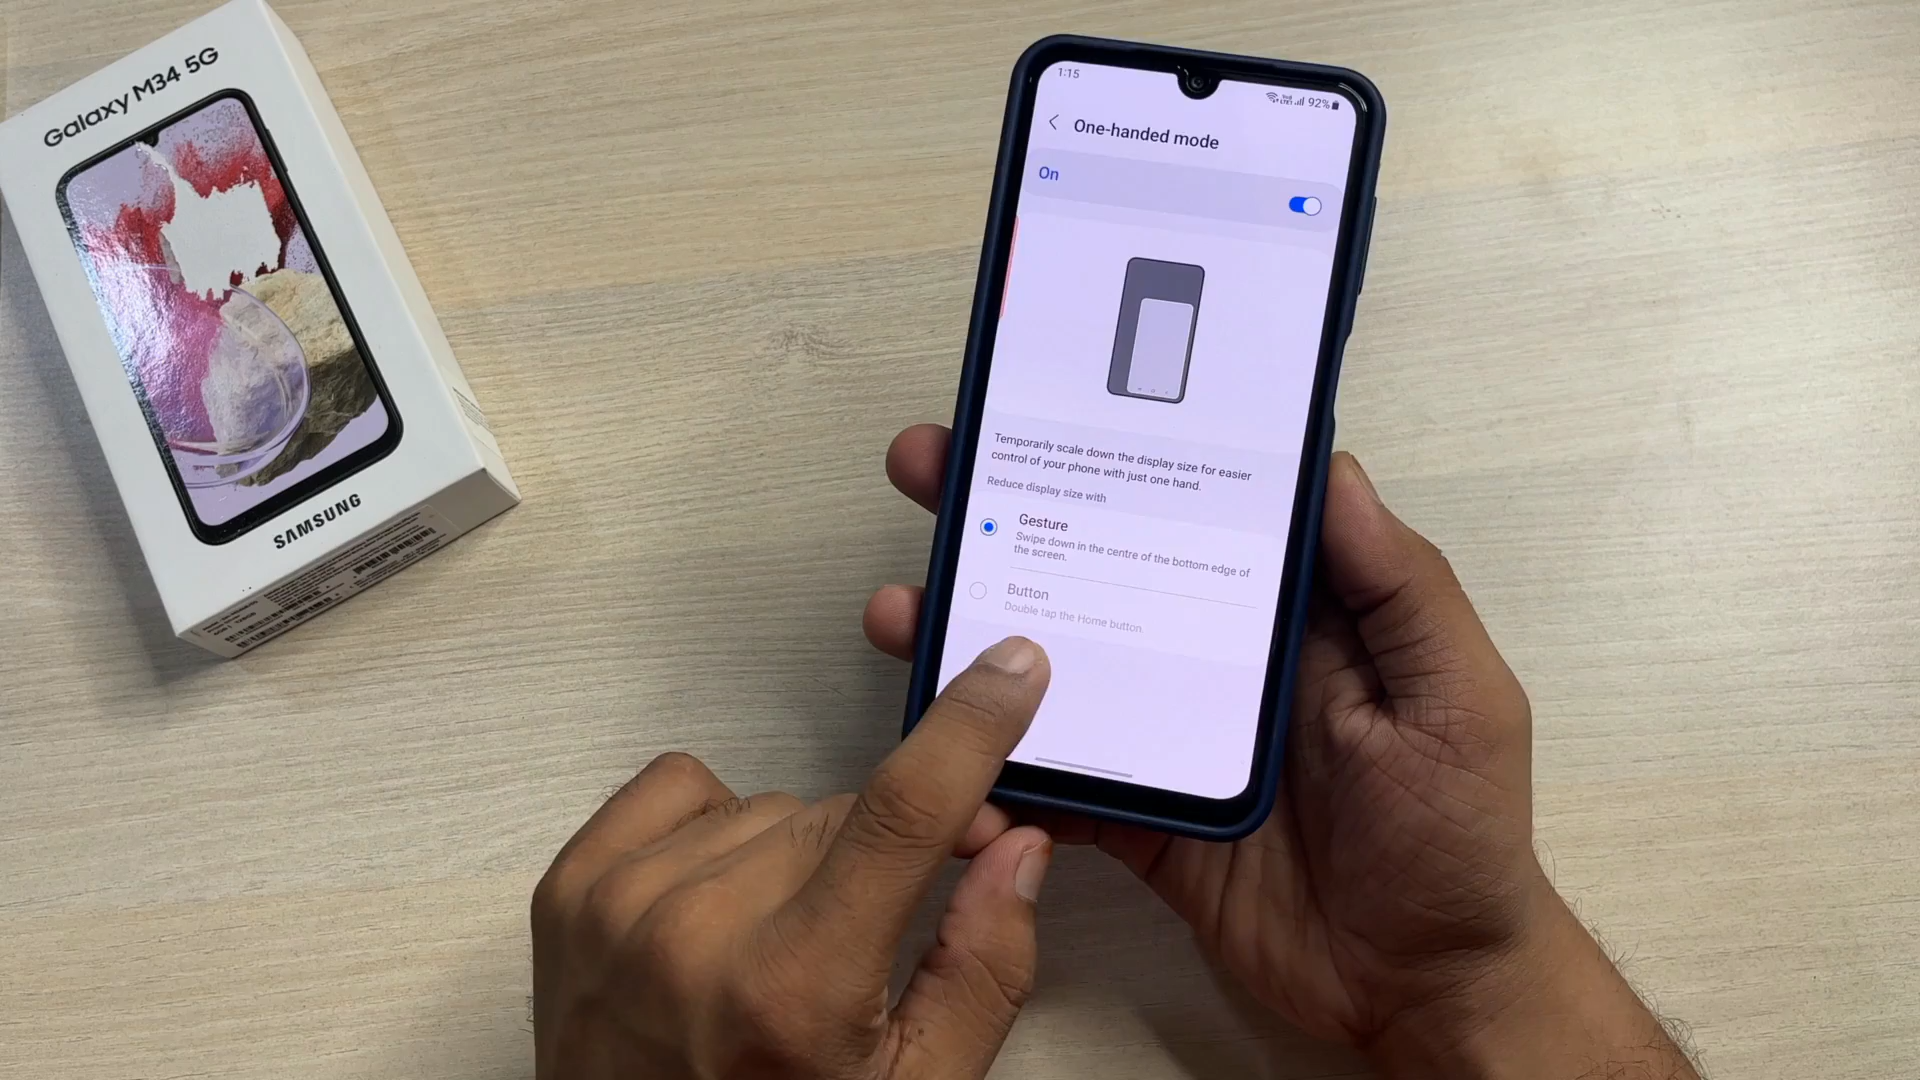 Galaxy M34 5G
SAMSUNG
1:15
92%
One-handed mode
On
Temporarily scale down the display size for easier
control of your phone with just one hand.
Reduce display size with
Gesture
Swipe down in the centre of the bottom edge of
the screen.
Button
Double tap the Home button.